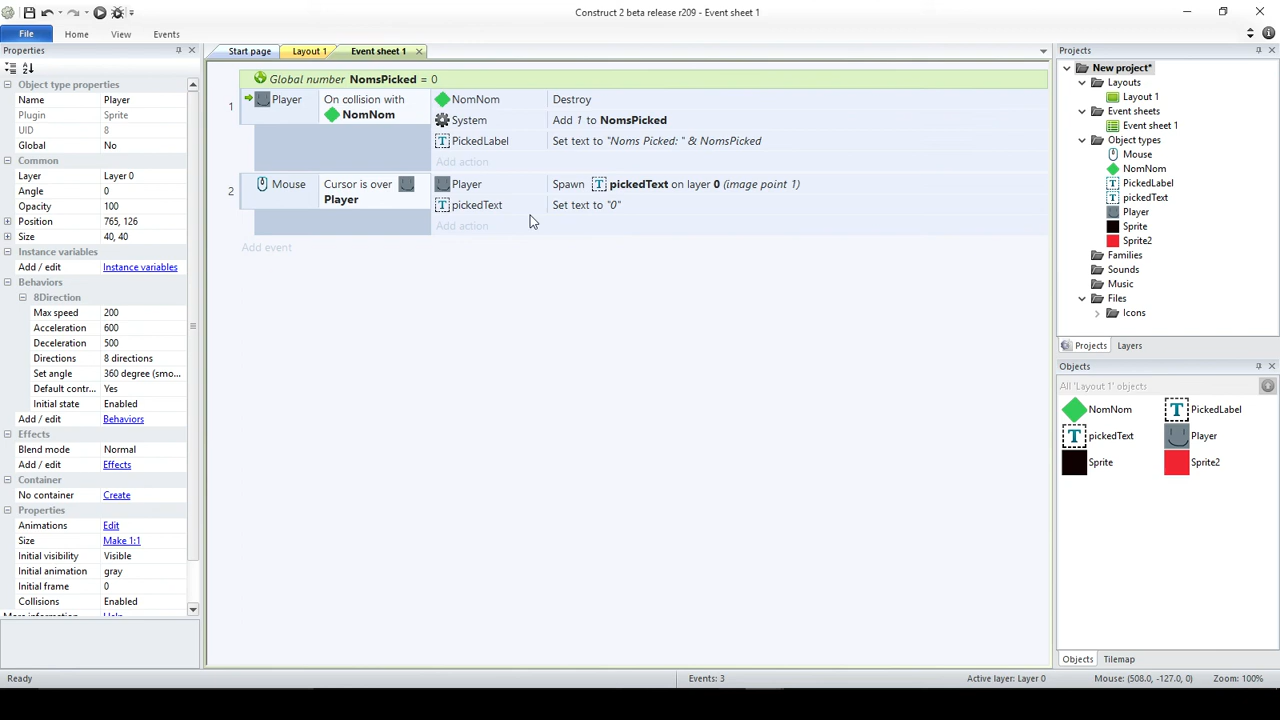 Construct 2 beta release r209 - Event sheet 1
File
Home
View
Events
Properties
Start page
Layout 1
Event sheet 1
Projects
Object type properties
Name Player
Plugin Sprite
UID 8
Global No
Common
Layer Layer 0
Angle 0
Opacity 100
Position 765, 126
Size 40, 40
Instance variables
Add / edit Instance variables
Behaviors
8Direction
Max speed 200
Acceleration 600
Deceleration 500
Directions 8 directions
Set angle 360 degree (smo...
Default contr... Yes
Initial state Enabled
Add / edit Behaviors
Effects
Blend mode Normal
Add / edit Effects
Container
No container Create
Properties
Animations Edit
Size Make 1:1
Initial visibility Visible
Initial animation gray
Initial frame 0
Collisions Enabled
More information Help
Global number NomsPicked = 0
1
Player
On collision with
NomNom
NomNom Destroy
System Add 1 to NomsPicked
PickedLabel Set text to "Noms Picked: " & NomsPicked
Add action
2
Mouse
Cursor is over
Player
Player Spawn pickedText on layer 0 (image point 1)
pickedText Set text to "0"
Add action
Add event
New project*
Layouts
Layout 1
Event sheets
Event sheet 1
Object types
Mouse
NomNom
PickedLabel
pickedText
Player
Sprite
Sprite2
Families
Sounds
Music
Files
Icons
Projects
Layers
Objects
All 'Layout 1' objects
NomNom
PickedLabel
pickedText
Player
Sprite
Sprite2
Objects
Tilemap
Ready
Events: 3
Active layer: Layer 0
Mouse: (508.0, -127.0, 0)
Zoom: 100%